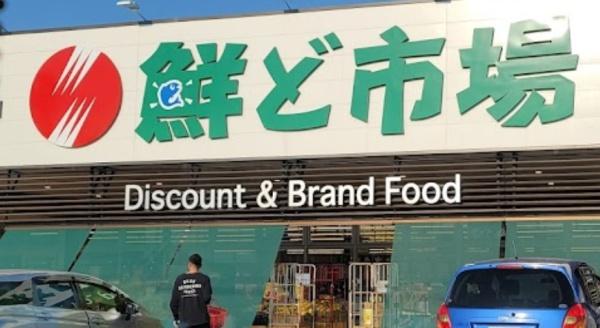 鮮ど市場
Discount & Brand Food